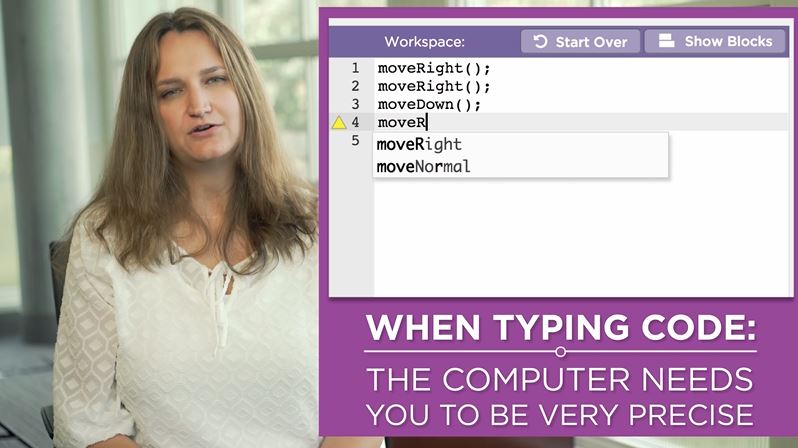 Workspace:
Start Over
Show Blocks
1 moveRight();
2 moveRight();
3 moveDown();
4 moveR
5
moveRight
moveNormal
WHEN TYPING CODE:
THE COMPUTER NEEDS
YOU TO BE VERY PRECISE